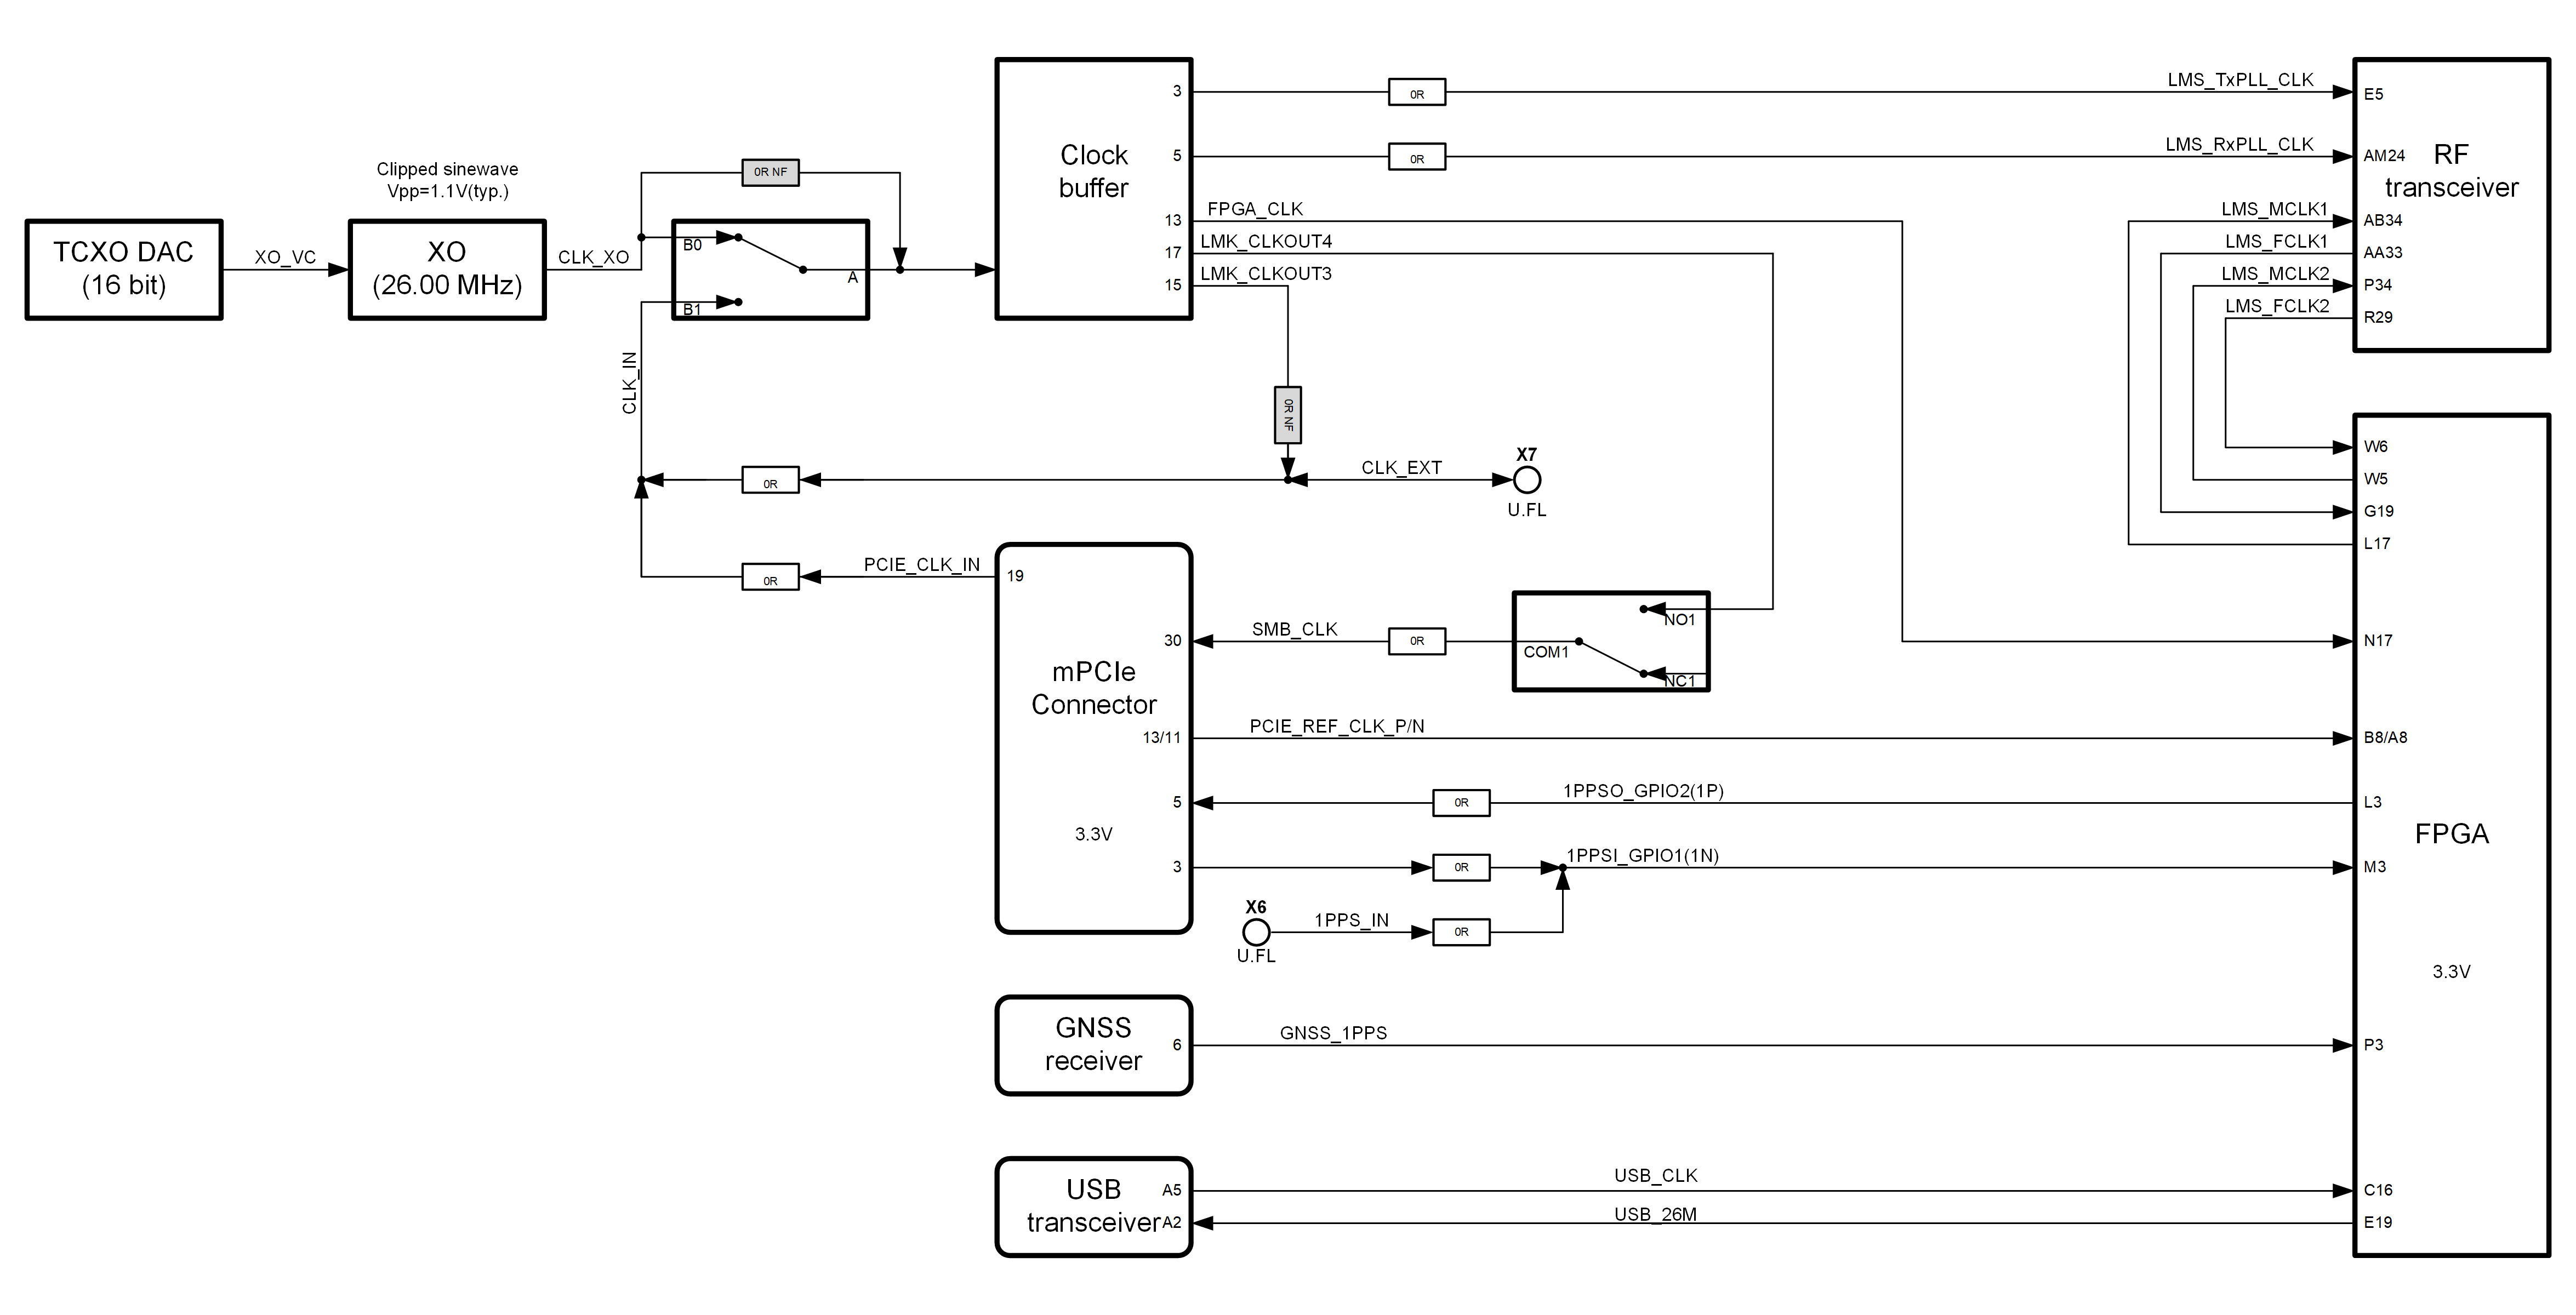 Clipped sinewave
Vpp=1.1V(typ.)
TCXO DAC
(16 bit)
XO_VC
XO
(26.00 MHz)
CLK_XO
0R NF
B0
A
B1
CLK_IN
Clock
buffer
3
5
13
17
15
0R
LMS_TxPLL_CLK
0R
LMS_RxPLL_CLK
FPGA_CLK
LMK_CLKOUT4
LMK_CLKOUT3
0R NF
E5
AM24
RF
transceiver
LMS_MCLK1
AB34
LMS_FCLK1
AA33
LMS_MCLK2
P34
LMS_FCLK2
R29
0R
CLK_EXT
X7
U.FL
0R
PCIE_CLK_IN
19
mPCIe
Connector
3.3V
30
13/11
5
3
SMB_CLK
0R
COM1
NO1
NC1
PCIE_REF_CLK_P/N
0R
1PPSO_GPIO2(1P)
0R
1PPSI_GPIO1(1N)
X6
U.FL
1PPS_IN
0R
W6
W5
G19
L17
N17
B8/A8
L3
FPGA
M3
3.3V
P3
C16
E19
GNSS
receiver
6
GNSS_1PPS
USB
transceiver
A5
A2
USB_CLK
USB_26M